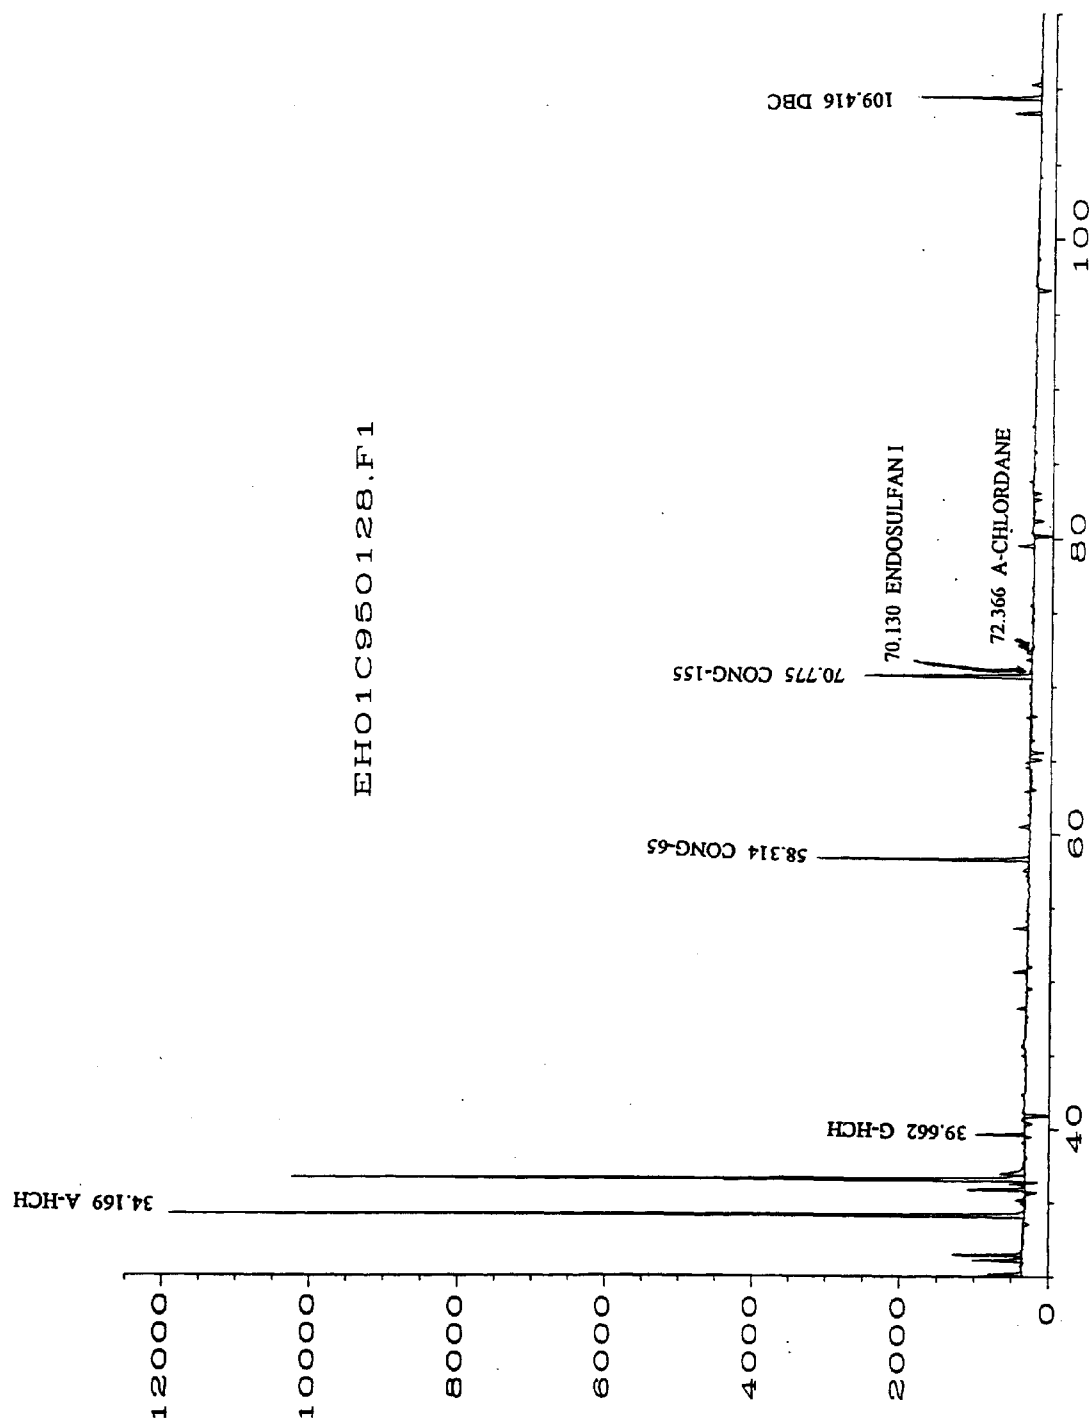 EH01C950128.F1
34.169 A-HCH
39.662 G-HCH
58.314 CONG-65
70.775 CONG-155
70.130 ENDOSULFAN I
72.366 A-CHLORDANE
109.416 DBC
12000
10000
8000
6000
4000
2000
0
40
60
80
100